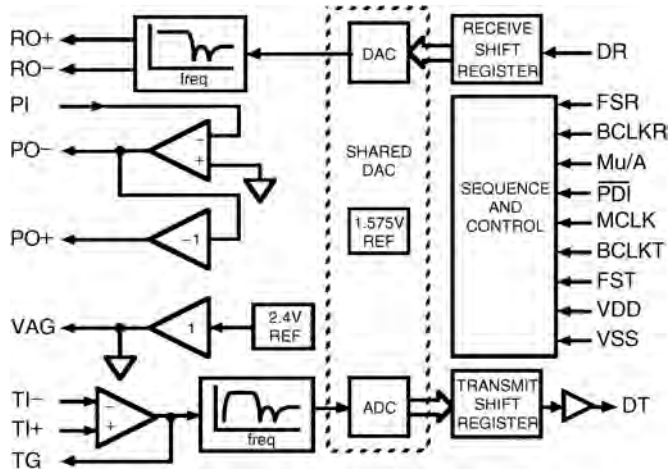 RO+
RO−
freq
DAC
RECEIVE
SHIFT
REGISTER
DR
PI
PO−
−
+
PO+
−1
SHARED
DAC
1.575V
REF
SEQUENCE
AND
CONTROL
FSR
BCLKR
Mu/A
PDI
MCLK
BCLKT
FST
VDD
VSS
VAG
1
2.4V
REF
TI−
TI+
TG
−
+
freq
ADC
TRANSMIT
SHIFT
REGISTER
DT